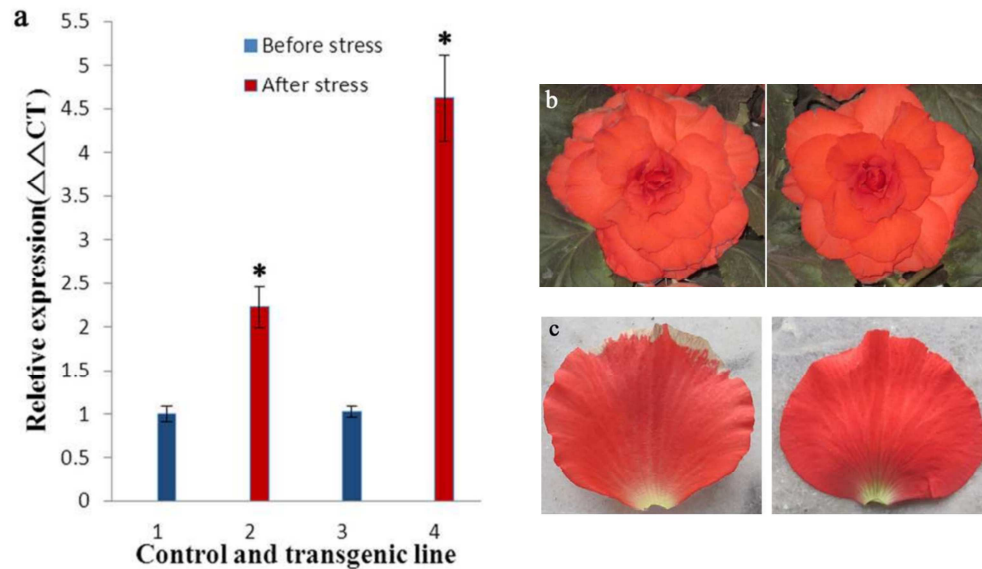 a
5.5
5
4.5
4
3.5
3
2.5
2
1.5
1
0.5
0
Reletive expression(△△CT)
Before stress
After stress
*
*
1 2 3 4
Control and transgenic line
b
c